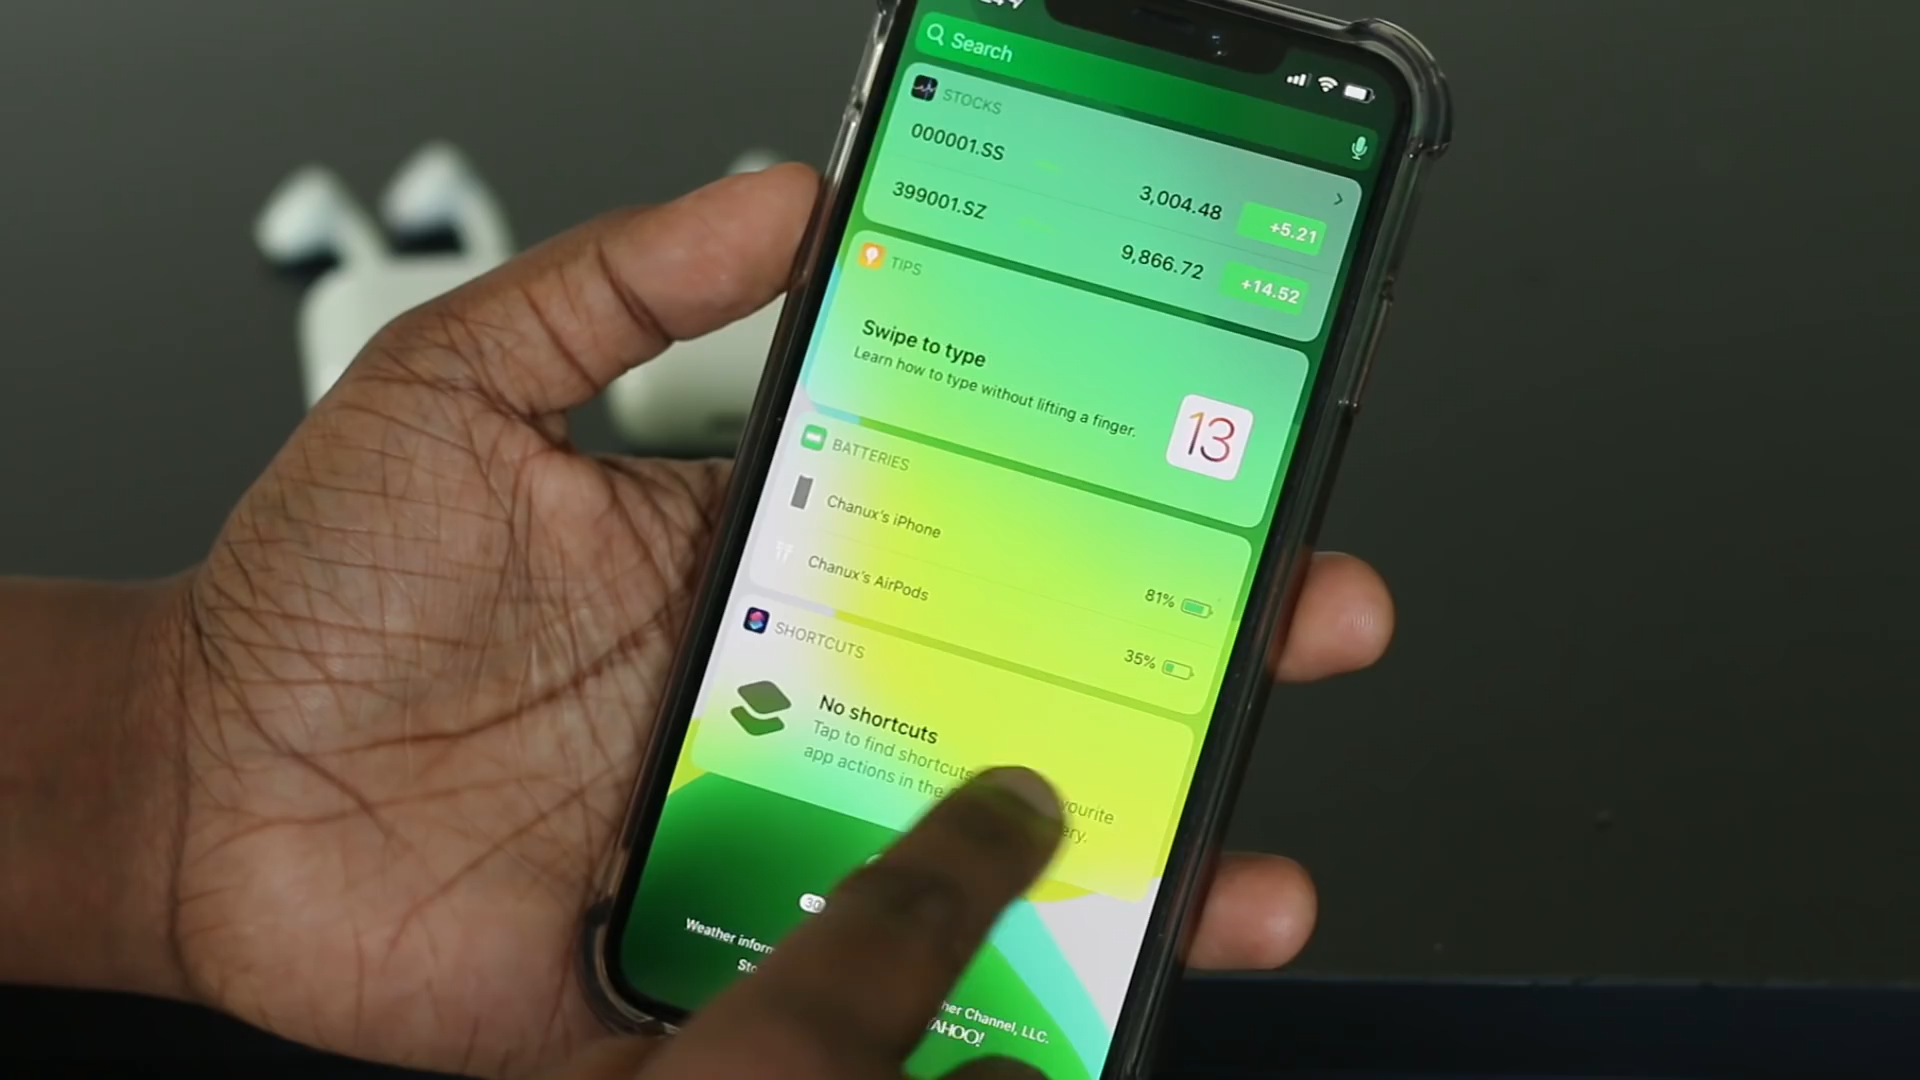 Search
STOCKS
000001.SS 3,004.48 +5.21
399001.SZ 9,866.72 +14.52
TIPS
Swipe to type
Learn how to type without lifting a finger.
13
BATTERIES
Chanux's iPhone 81%
Chanux's AirPods 35%
SHORTCUTS
No shortcuts
Tap to find shortcuts
app actions in the
30
Weather
Channel, LLC.
YAHOO!